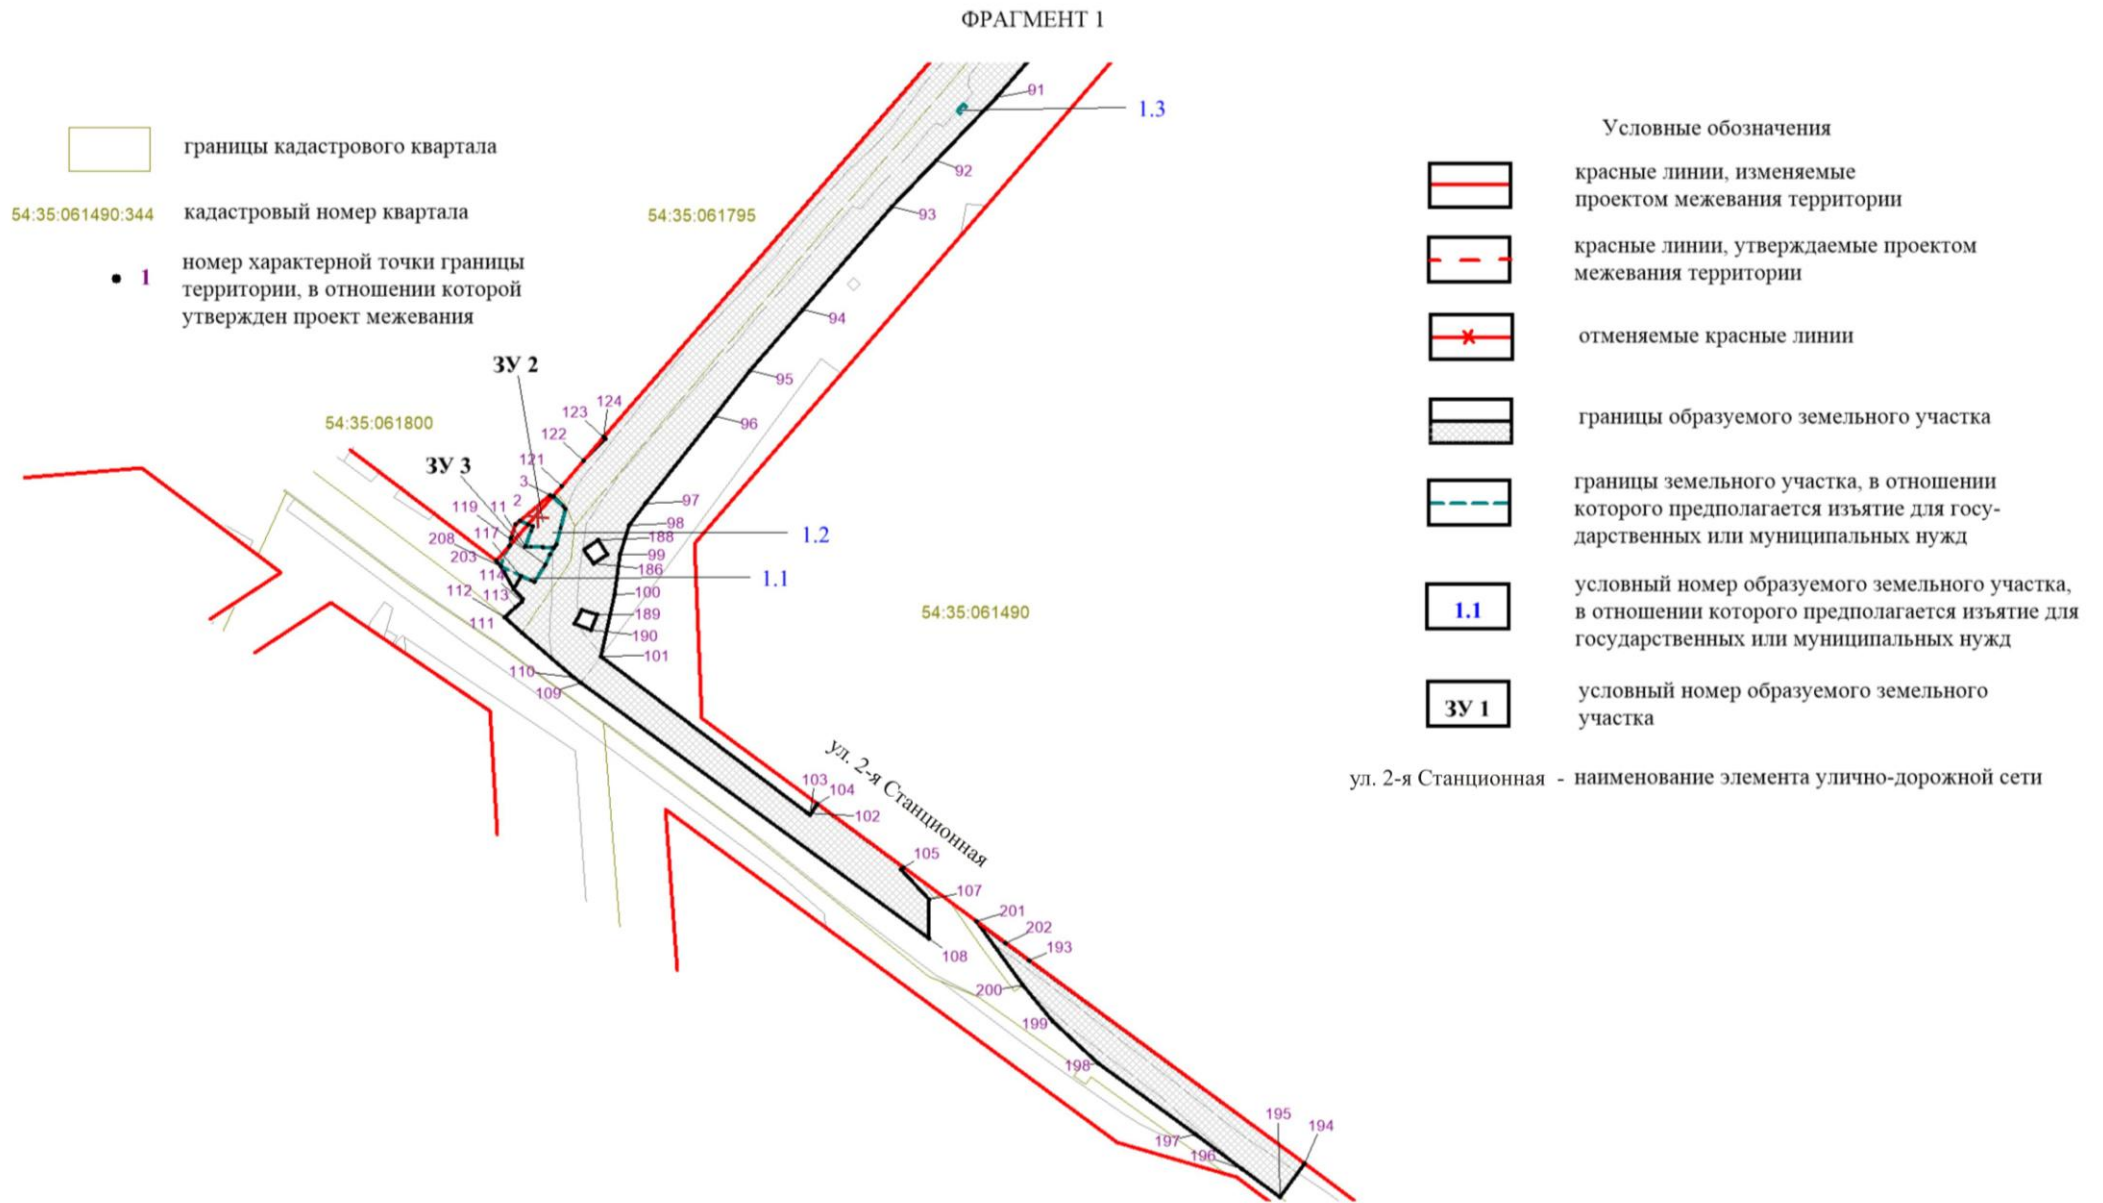 ФРАГМЕНТ 1
границы кадастрового квартала
54:35:061490:344
кадастровый номер квартала
1
номер характерной точки границы
территории, в отношении которой
утвержден проект межевания
Условные обозначения
красные линии, изменяемые
проектом межевания территории
красные линии, утверждаемые проектом
межевания территории
отменяемые красные линии
границы образуемого земельного участка
границы земельного участка, в отношении
которого предполагается изъятие для госу-
дарственных или муниципальных нужд
1.1
условный номер образуемого земельного участка,
в отношении которого предполагается изъятие для
государственных или муниципальных нужд
ЗУ 1
условный номер образуемого земельного
участка
ул. 2-я Станционная - наименование элемента улично-дорожной сети
91
1.3
92
54:35:061795
93
94
95
96
ЗУ 2
124
123
122
54:35:061800
121
ЗУ 3
3
2
11
119
117
208
203
114
113
112
111
97
98
188
99
186
1.2
1.1
100
189
190
101
54:35:061490
110
109
ул. 2-я Станционная
103
104
102
105
107
108
201
202
193
200
199
198
197
196
195
194